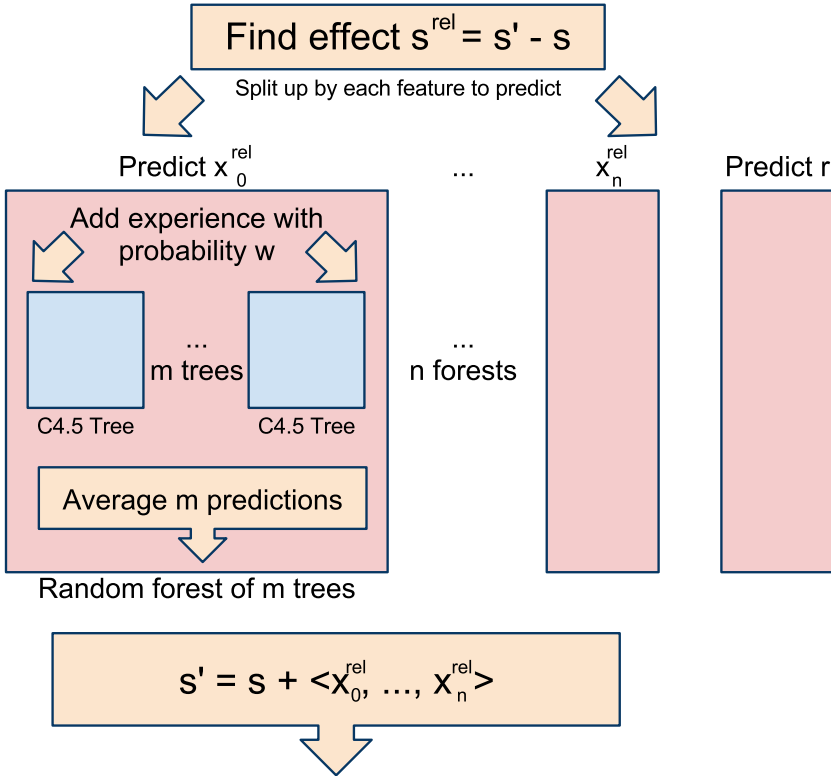 Find effect s^rel = s' - s
Split up by each feature to predict
Predict x_0^rel ... x_n^rel Predict r
Add experience with
probability w
...
m trees
...
n forests
C4.5 Tree C4.5 Tree
Average m predictions
Random forest of m trees
s' = s + <x_0^rel, ..., x_n^rel>